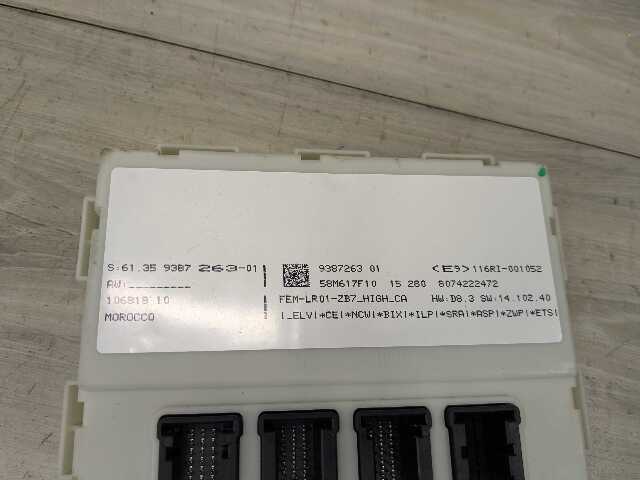 S:61.35 9387 263-01
AW:_________
106818 10
MOROCCO
9387263 01 <E9>116RI-001052
58M617F10 15 280 8074222472
FEM-LR01-ZB7_HIGH_CA HW:D8.3 SW:14.102.40
|_ELV|*CE|*NCW|*BIX|*ILP|*SRA|*ASP|*ZWP|*ETS|